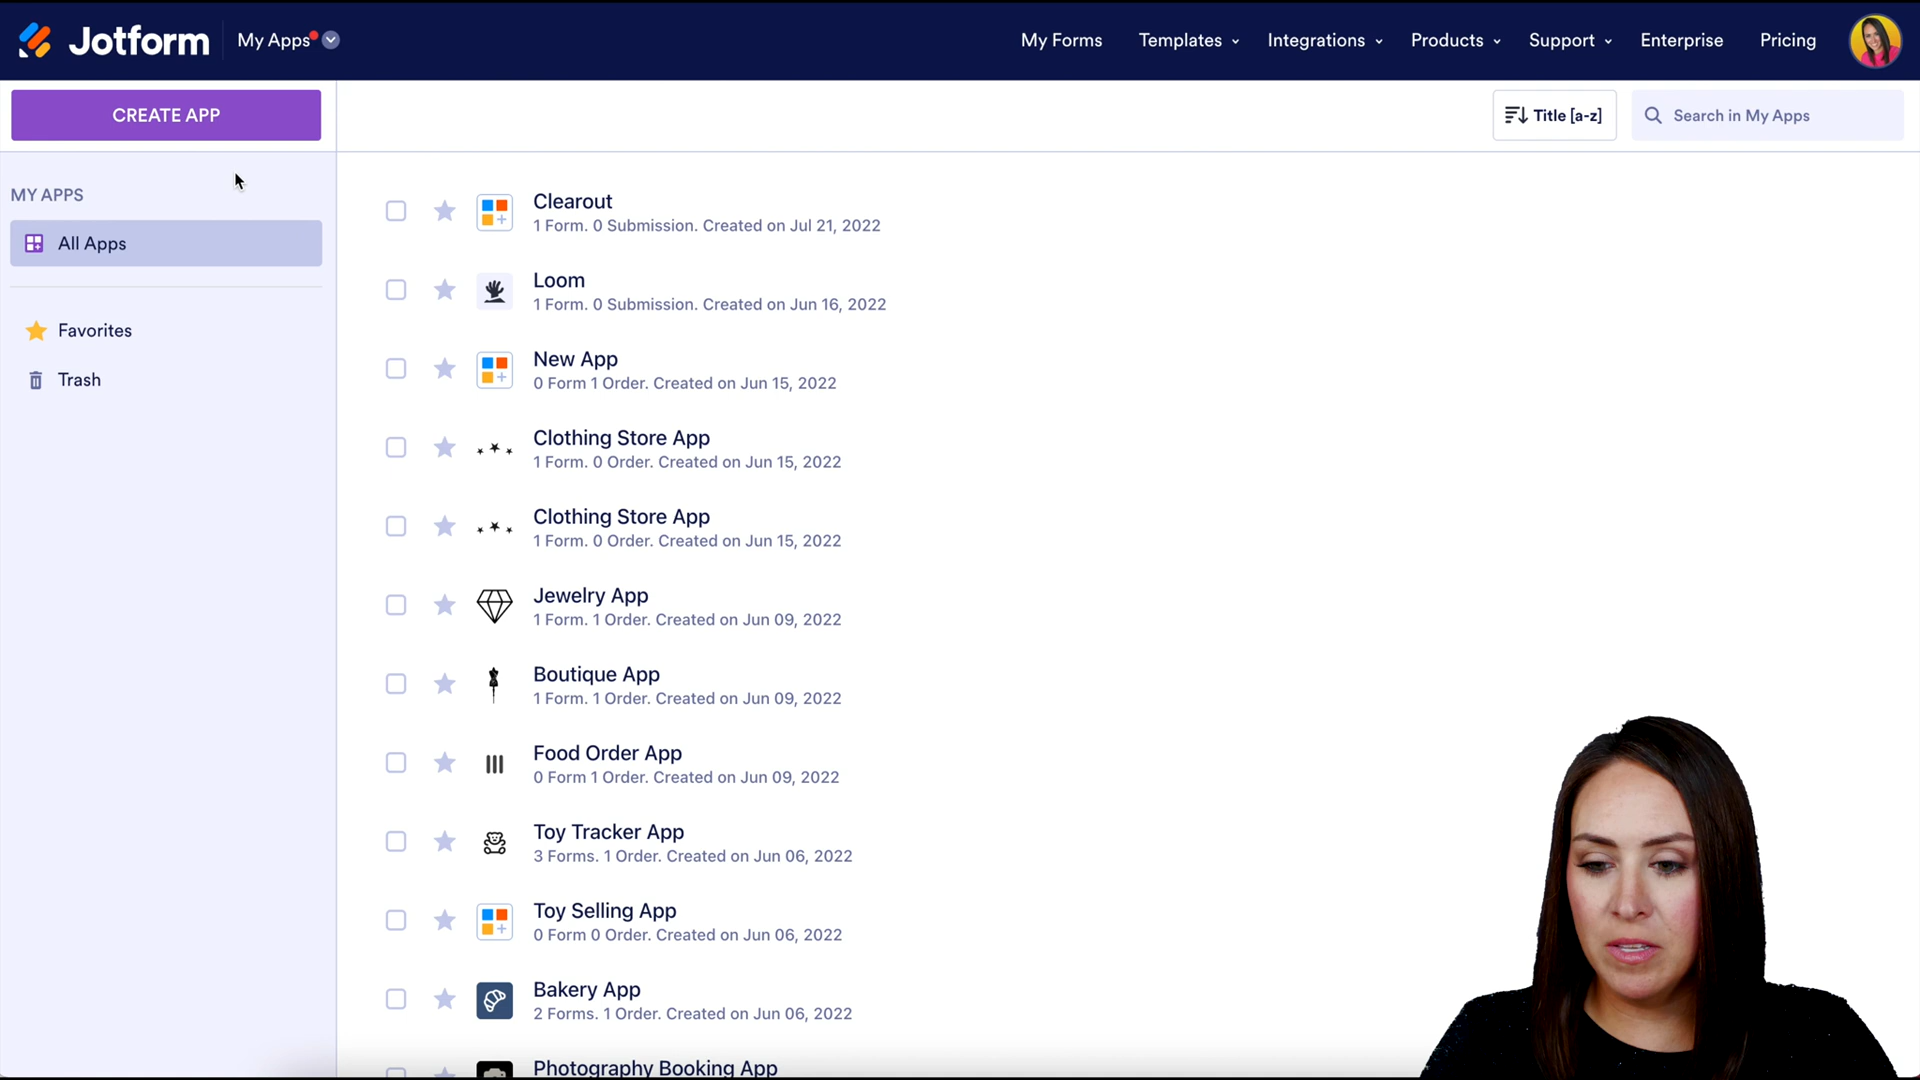 Jotform
My Apps
My Forms
Templates
Integrations
Products
Support
Enterprise
Pricing
CREATE APP
Title [a-z]
Search in My Apps
MY APPS
All Apps
Favorites
Trash
Clearout
1 Form. 0 Submission. Created on Jul 21, 2022
Loom
1 Form. 0 Submission. Created on Jun 16, 2022
New App
0 Form 1 Order. Created on Jun 15, 2022
Clothing Store App
1 Form. 0 Order. Created on Jun 15, 2022
Clothing Store App
1 Form. 0 Order. Created on Jun 15, 2022
Jewelry App
1 Form. 1 Order. Created on Jun 09, 2022
Boutique App
1 Form. 1 Order. Created on Jun 09, 2022
Food Order App
0 Form 1 Order. Created on Jun 09, 2022
Toy Tracker App
3 Forms. 1 Order. Created on Jun 06, 2022
Toy Selling App
0 Form 0 Order. Created on Jun 06, 2022
Bakery App
2 Forms. 1 Order. Created on Jun 06, 2022
Photography Booking App